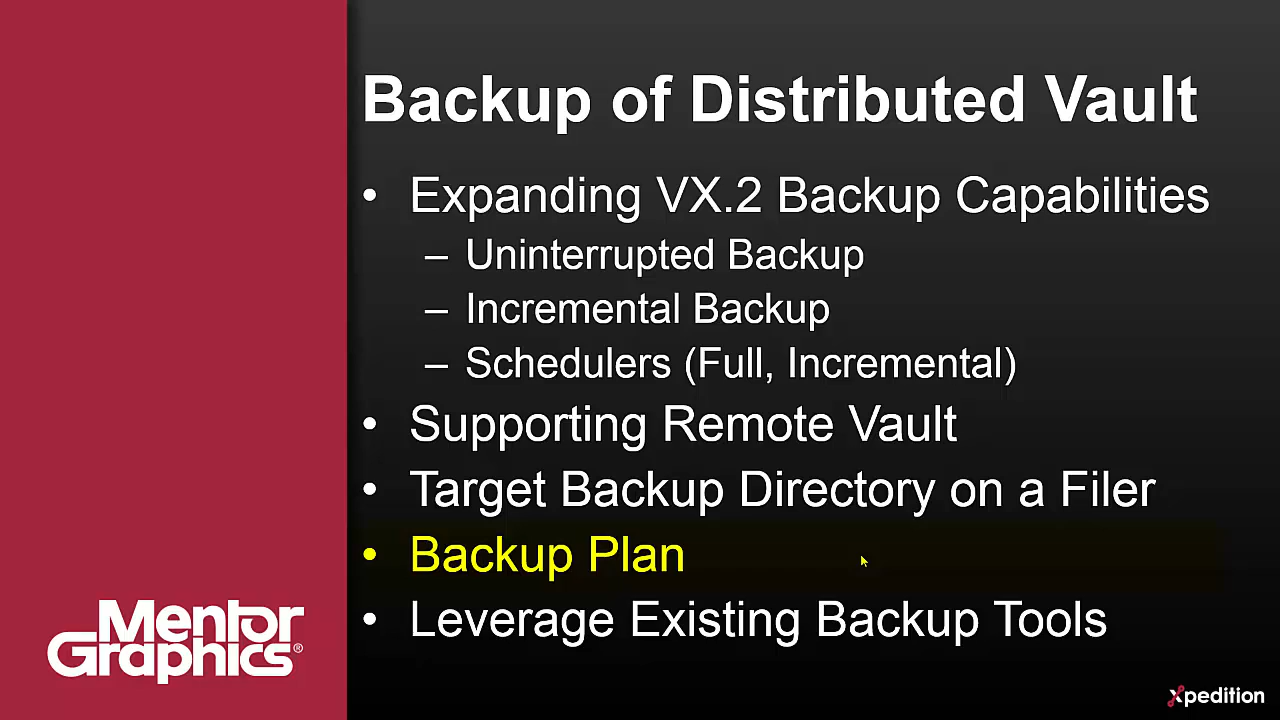 Backup of Distributed Vault
• Expanding VX.2 Backup Capabilities
– Uninterrupted Backup
– Incremental Backup
– Schedulers (Full, Incremental)
• Supporting Remote Vault
• Target Backup Directory on a Filer
• Backup Plan
• Leverage Existing Backup Tools
Mentor
Graphics®
Xpedition